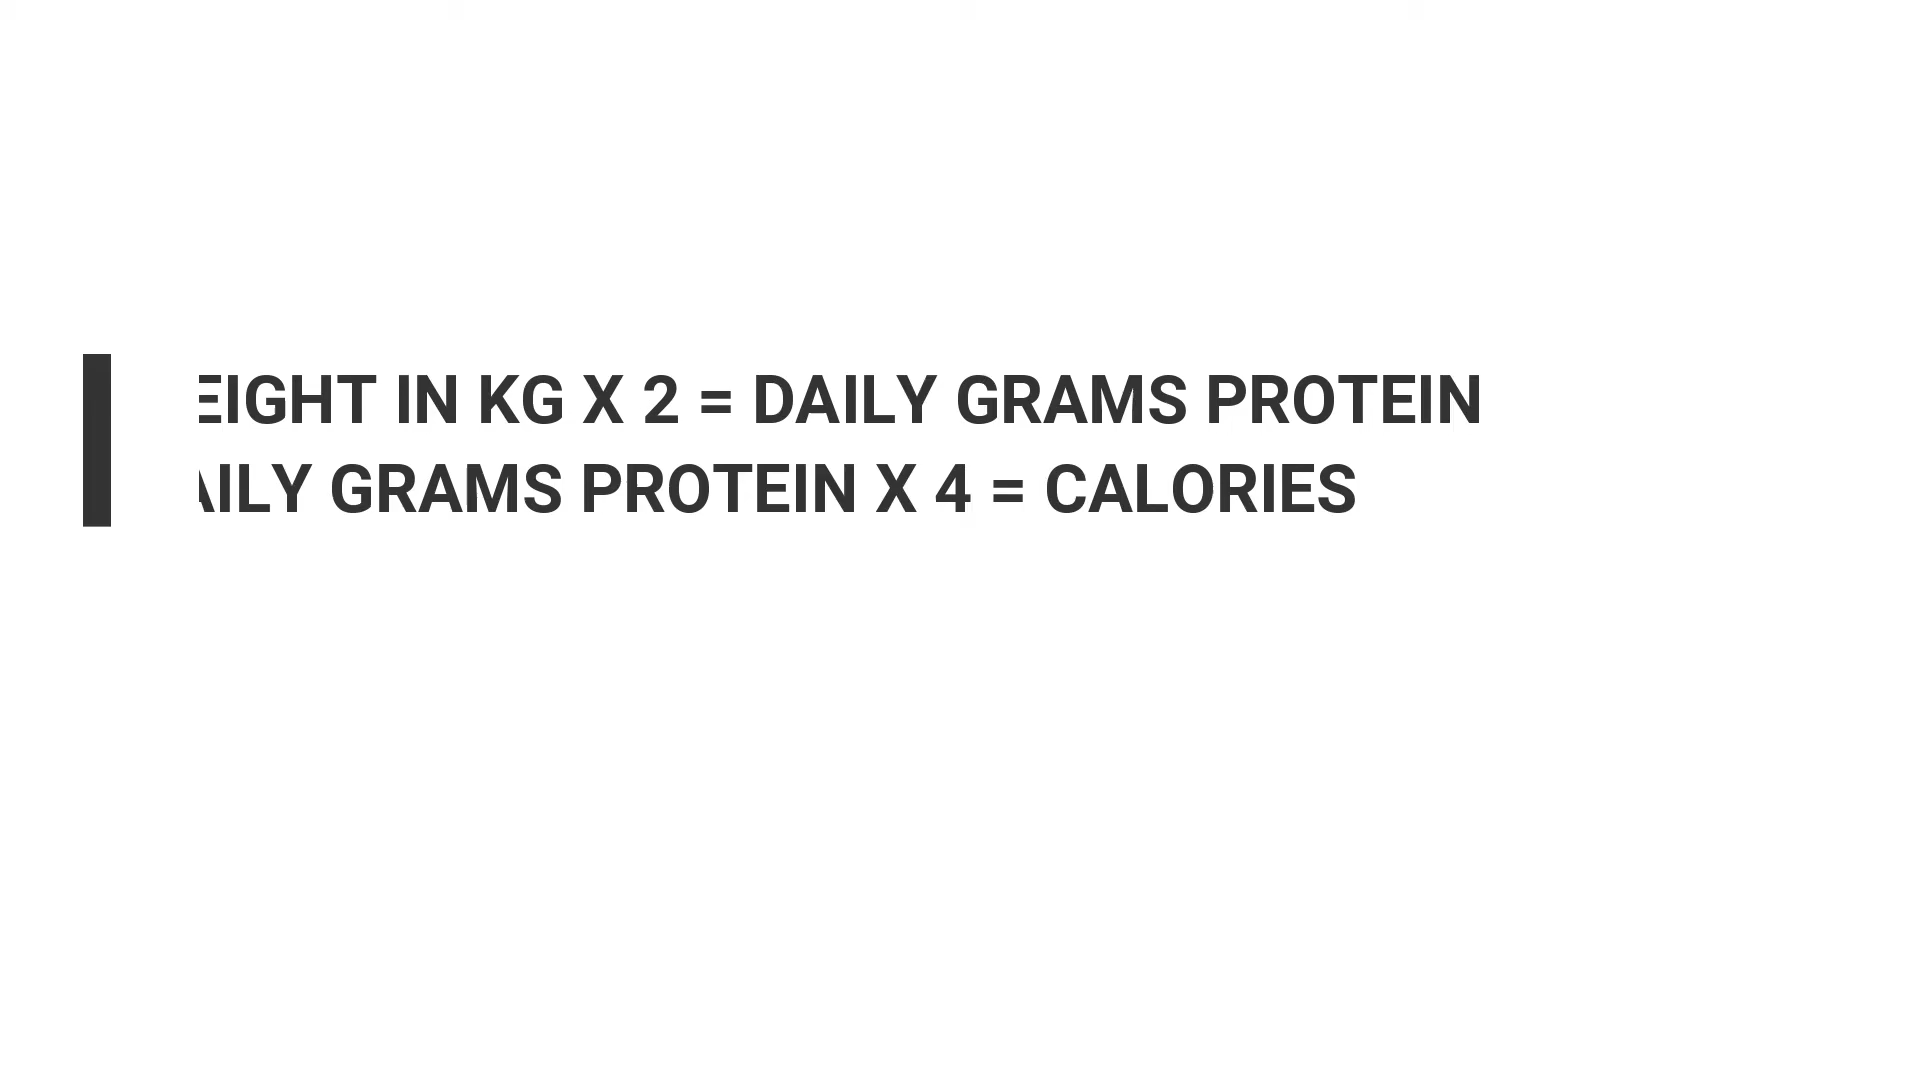 EIGHT IN KG X 2 = DAILY GRAMS PROTEIN
AILY GRAMS PROTEIN X 4 = CALORIES